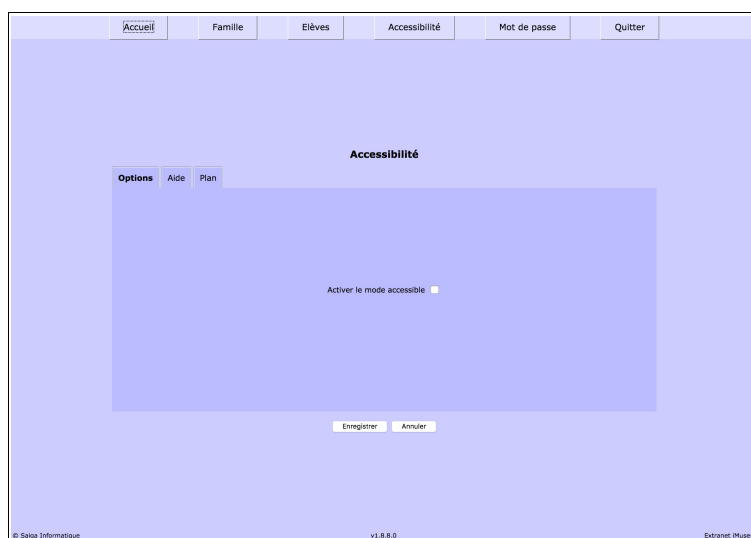 Accueil Famille Elèves Accessibilité Mot de passe Quitter
Accessibilité
Options Aide Plan
Activer le mode accessible
Enregistrer Annuler
© Saiga Informatique v1.8.8.0 Extranet iMuse